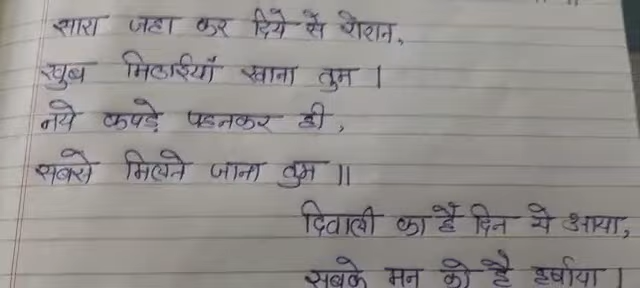 सारा जहा कर दिये से रोशन,
खुब मिठाईयाँ खाना तुम ।
नये कपड़े पहनकर ही,
सबसे मिलने जाना तुम ॥
दिवाली का है दिन ये आया,
सबके मन को है हर्षाया ।